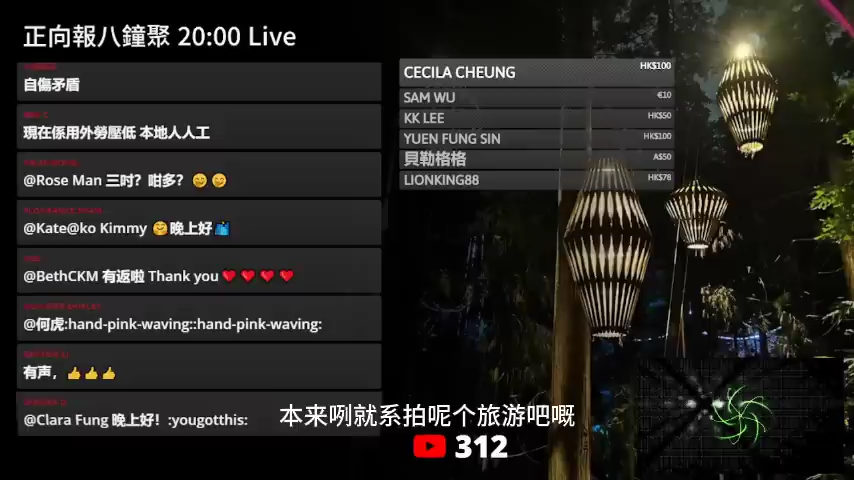 正向報八鐘聚 20:00 Live
自傷矛盾
現在係用外勞壓低 本地人人工
@Rose Man 三吋？咁多？ 😊😊
@Kate@ko Kimmy 🤗晚上好
@BethCKM 有返啦 Thank you ❤️❤️❤️❤️
@何虎:hand-pink-waving::hand-pink-waving:
有声，👍👍👍
@Clara Fung 晚上好！:yougotthis:
CECILA CHEUNG HK$100
SAM WU €10
KK LEE HK$50
YUEN FUNG SIN HK$100
貝勒格格 A$50
LIONKING88 HK$78
本来咧就系拍呢个旅游吧嘅
312